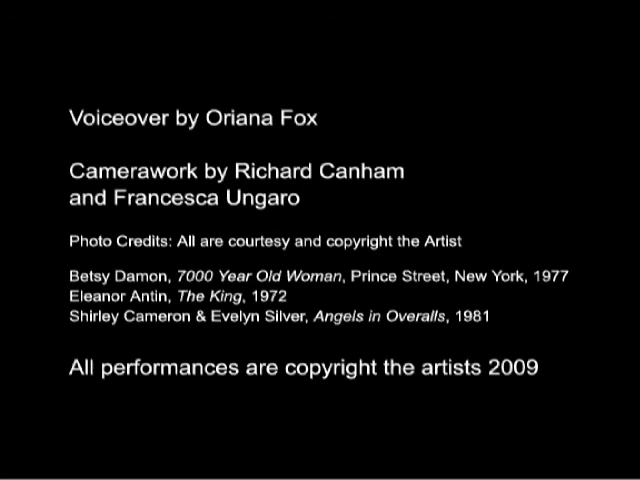 Voiceover by Oriana Fox
Camerawork by Richard Canham
and Francesca Ungaro
Photo Credits: All are courtesy and copyright the Artist
Betsy Damon, 7000 Year Old Woman, Prince Street, New York, 1977
Eleanor Antin, The King, 1972
Shirley Cameron & Evelyn Silver, Angels in Overalls, 1981
All performances are copyright the artists 2009